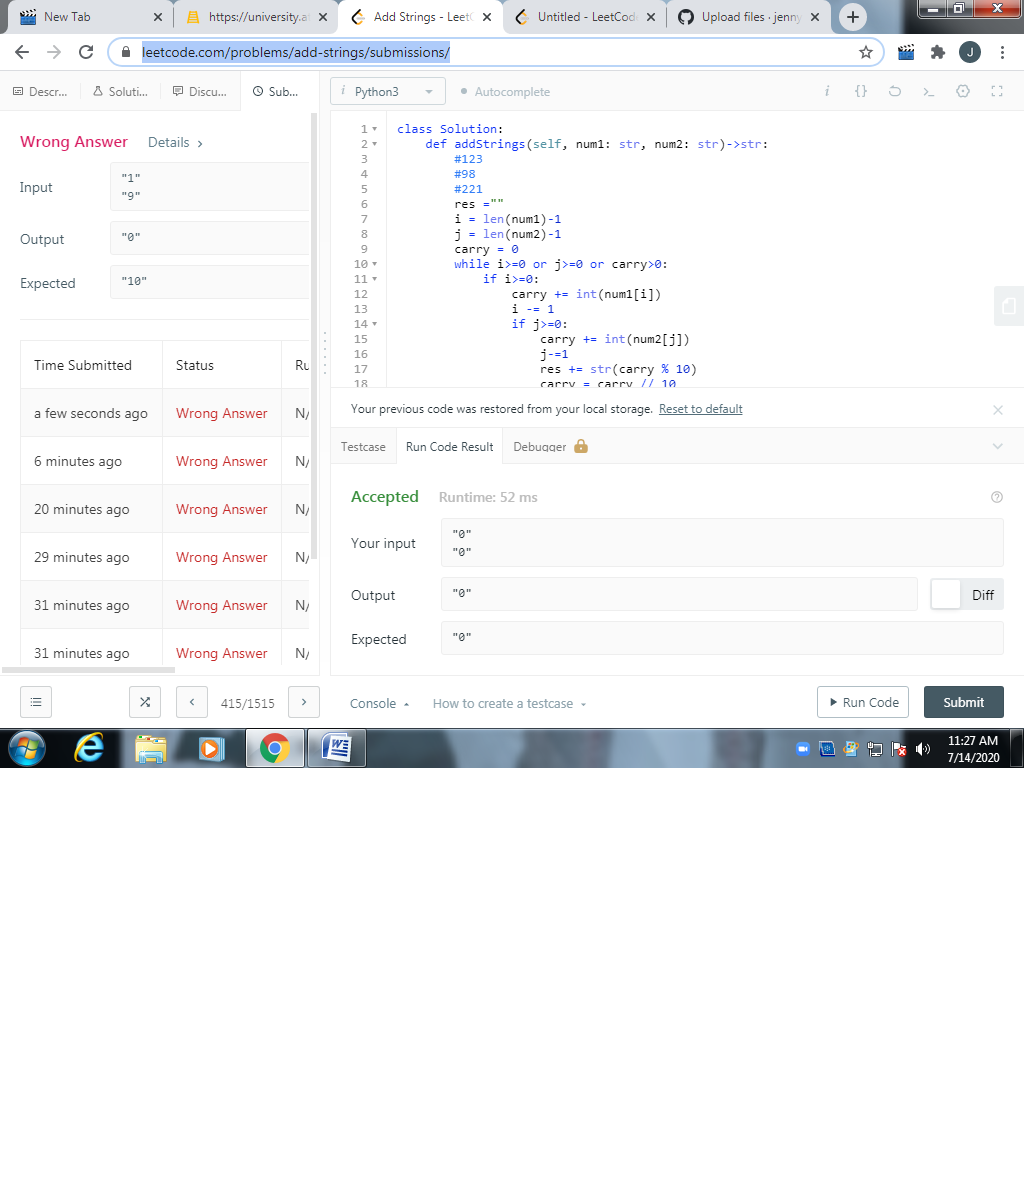 New Tab
https://university.a
Add Strings - Leet
Untitled - LeetCod
Upload files · jenny
leetcode.com/problems/add-strings/submissions/
J
Descr...
Soluti...
Discu...
Sub...
i Python3
Autocomplete
Wrong Answer Details
Input
"1"
"9"
Output
"0"
Expected
"10"
Time Submitted Status Ru
a few seconds ago Wrong Answer N/
6 minutes ago Wrong Answer N/
20 minutes ago Wrong Answer N/
29 minutes ago Wrong Answer N/
31 minutes ago Wrong Answer N/
31 minutes ago Wrong Answer N/
415/1515
1 class Solution:
2 def addStrings(self, num1: str, num2: str)->str:
3 #123
4 #98
5 #221
6 res =""
7 i = len(num1)-1
8 j = len(num2)-1
9 carry = 0
10 while i>=0 or j>=0 or carry>0:
11 if i>=0:
12 carry += int(num1[i])
13 i -= 1
14 if j>=0:
15 carry += int(num2[j])
16 j-=1
17 res += str(carry % 10)
18 carry = carry // 10
Your previous code was restored from your local storage. Reset to default
Testcase Run Code Result Debugger
Accepted Runtime: 52 ms
Your input
"0"
"0"
Output
"0"
Diff
Expected
"0"
Console How to create a testcase
Run Code
Submit
11:27 AM
7/14/2020